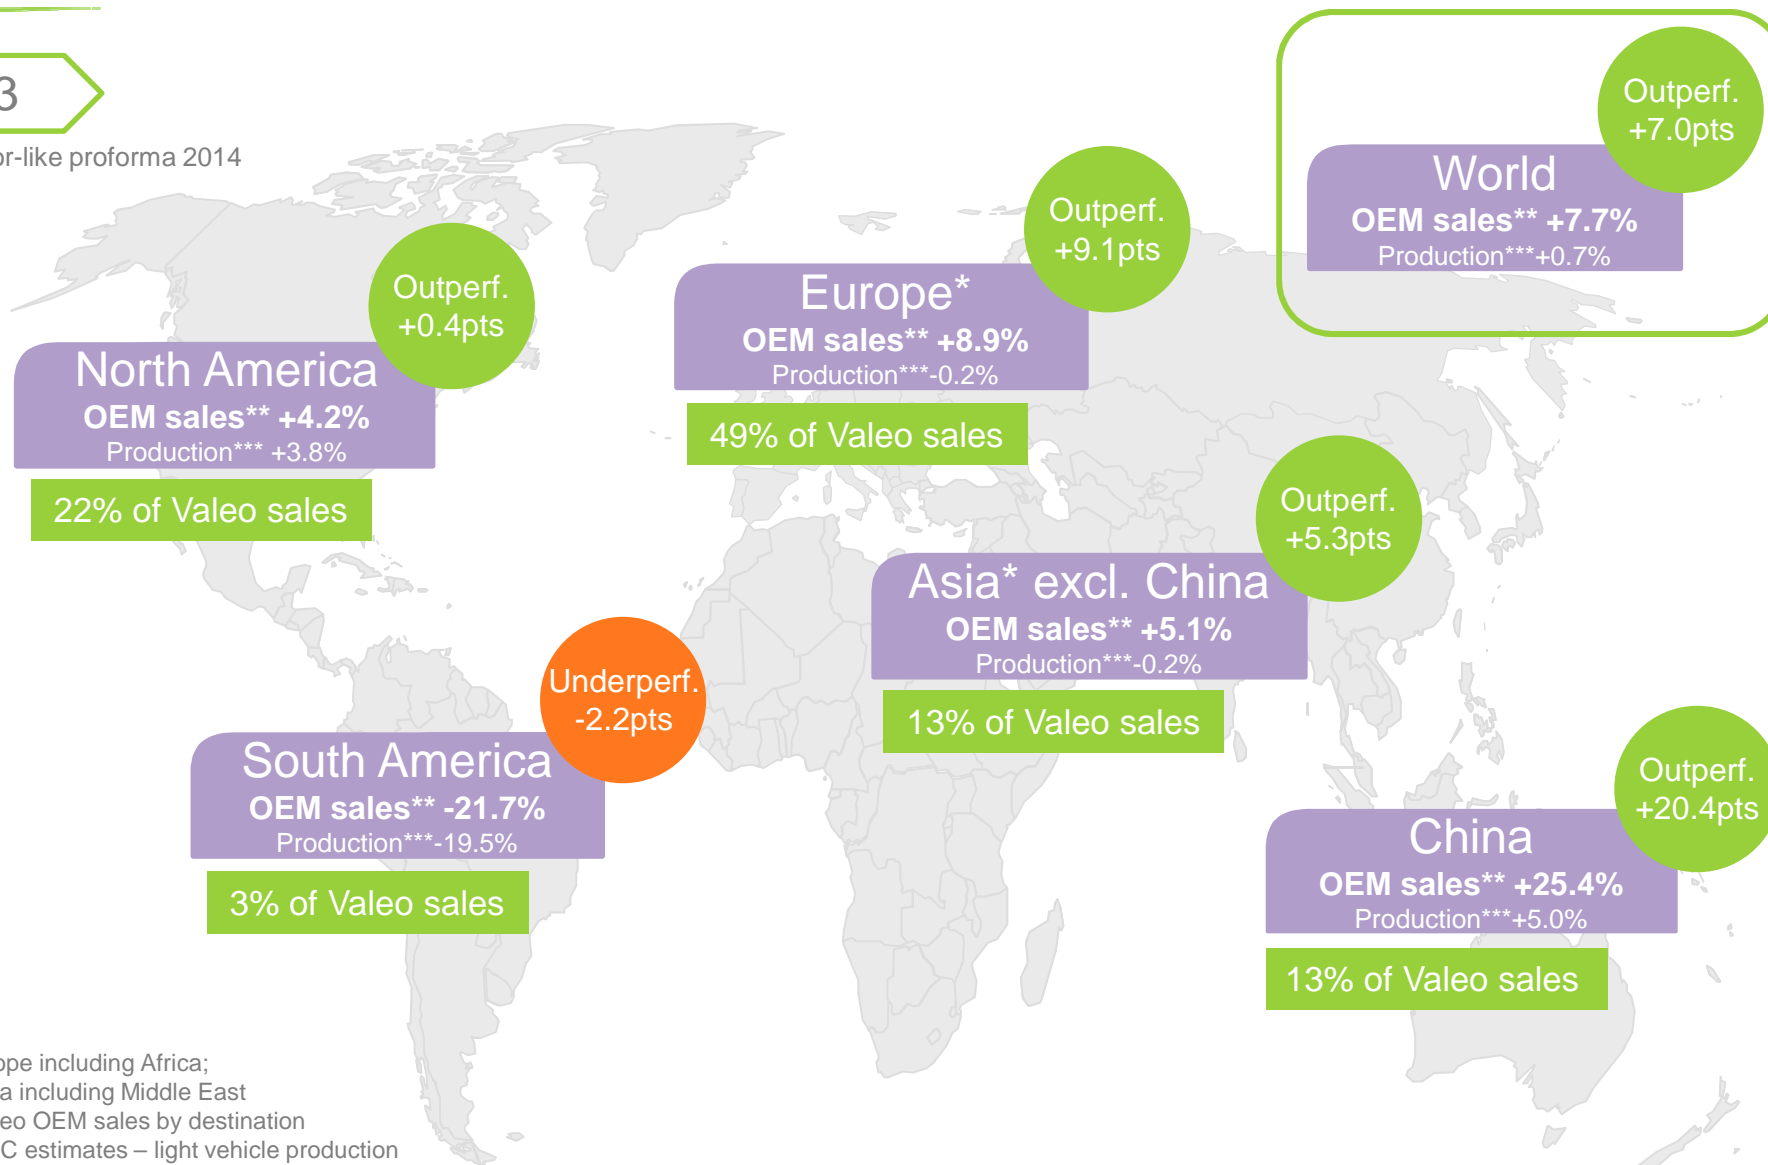 3
or-like proforma 2014
Outperf.
+7.0pts
World
OEM sales** +7.7%
Production***+0.7%
Outperf.
+9.1pts
Europe*
OEM sales** +8.9%
Production***-0.2%
49% of Valeo sales
Outperf.
+0.4pts
North America
OEM sales** +4.2%
Production*** +3.8%
22% of Valeo sales
Outperf.
+5.3pts
Asia* excl. China
OEM sales** +5.1%
Production***-0.2%
13% of Valeo sales
Underperf.
-2.2pts
South America
OEM sales** -21.7%
Production***-19.5%
3% of Valeo sales
Outperf.
+20.4pts
China
OEM sales** +25.4%
Production***+5.0%
13% of Valeo sales
ope including Africa;
a including Middle East
eo OEM sales by destination
C estimates – light vehicle production